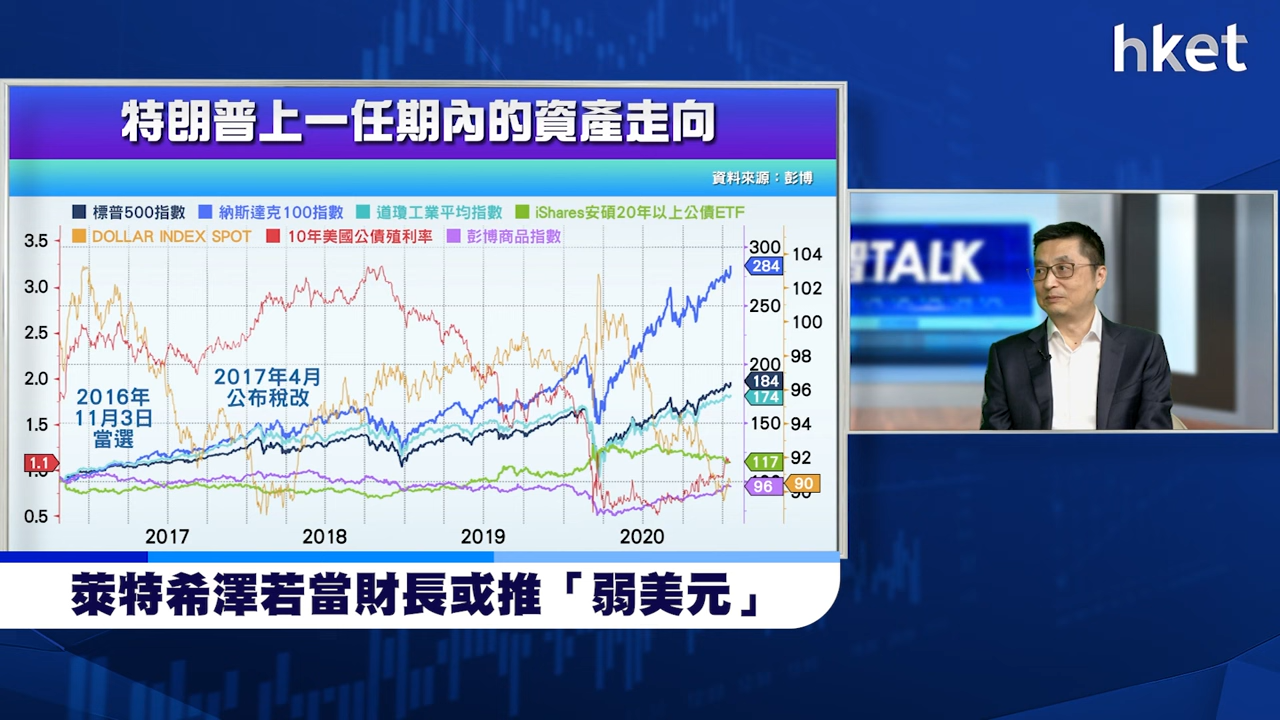 hket
特朗普上一任期內的資產走向
資料來源：彭博
標普500指數 納斯達克100指數 道瓊工業平均指數 iShares安碩20年以上公債ETF
DOLLAR INDEX SPOT 10年美國公債殖利率 彭博商品指數
3.5
3.0
2.5
2.0
1.5
1.1
0.5
300
284
250
200
184
174
150
117
96
104
102
100
98
96
94
92
90
2016年
11月3日
當選
2017年4月
公布稅改
2017 2018 2019 2020
TALK
萊特希澤若當財長或推「弱美元」